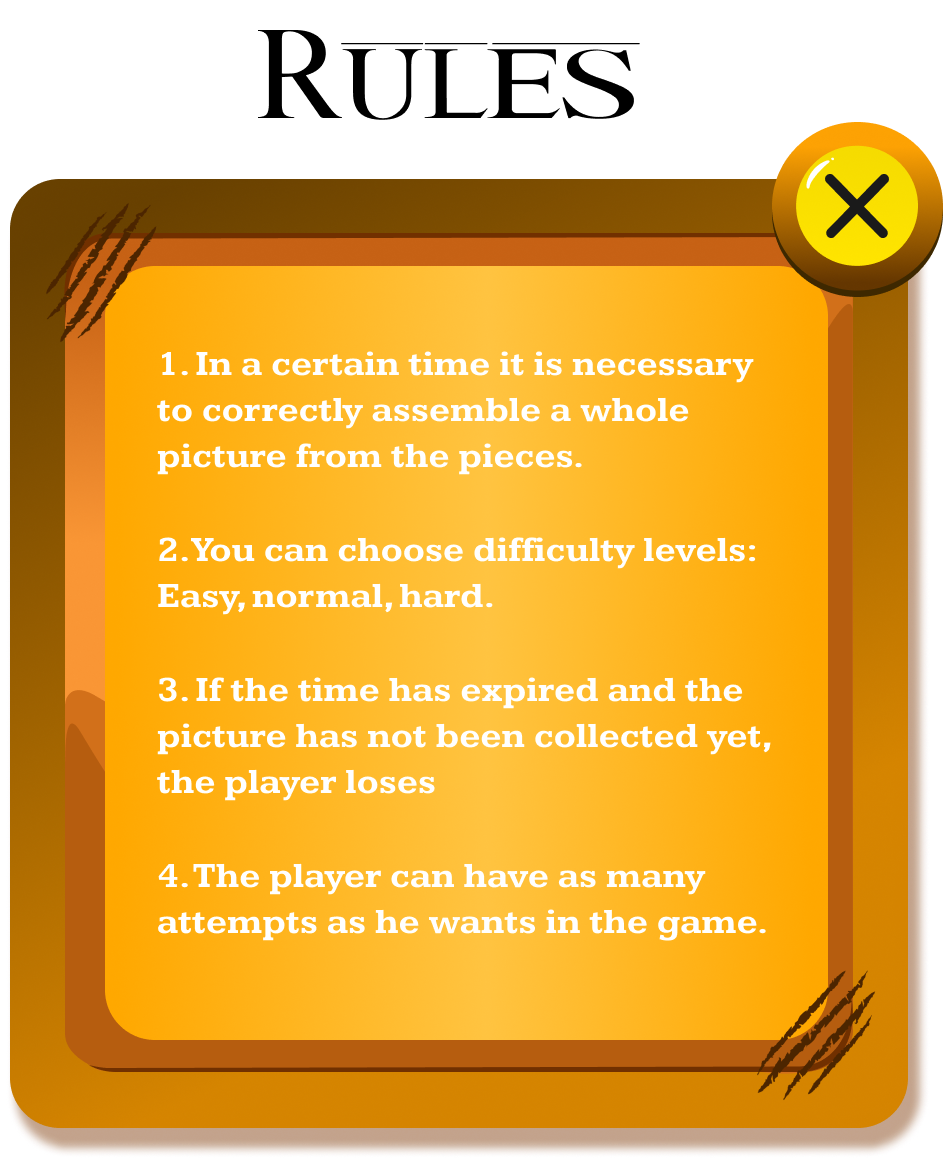 RULES
1. In a certain time it is necessary
to correctly assemble a whole
picture from the pieces.
2. You can choose difficulty levels:
Easy, normal, hard.
3. If the time has expired and the
picture has not been collected yet,
the player loses
4. The player can have as many
attempts as he wants in the game.